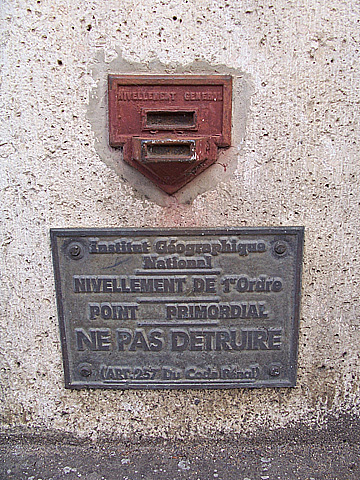 NIVELLEMENT GENERAL
Institut Géographique
National
NIVELLEMENT DE 1er Ordre
POINT PRIMORDIAL
NE PAS DETRUIRE
(ART-257 Du Code Pénal)